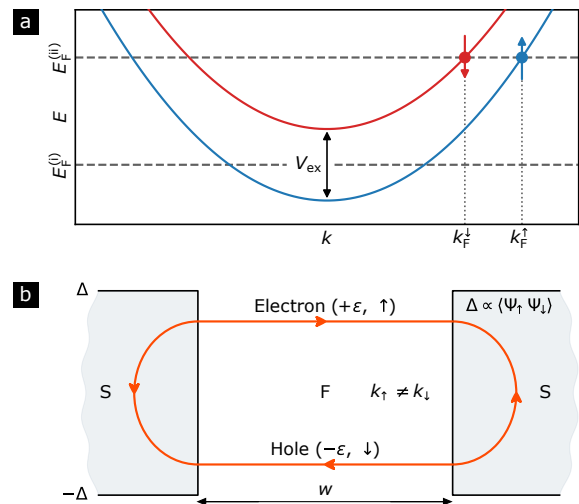 a
E_F^(ii)
E
E_F^(i)
V_ex
k
k_F^↓
k_F^↑
b
Δ
Electron (+ε, ↑)
Δ ∝ ⟨Ψ↑ Ψ↓⟩
S
F
k↑ ≠ k↓
S
Hole (−ε, ↓)
−Δ
w